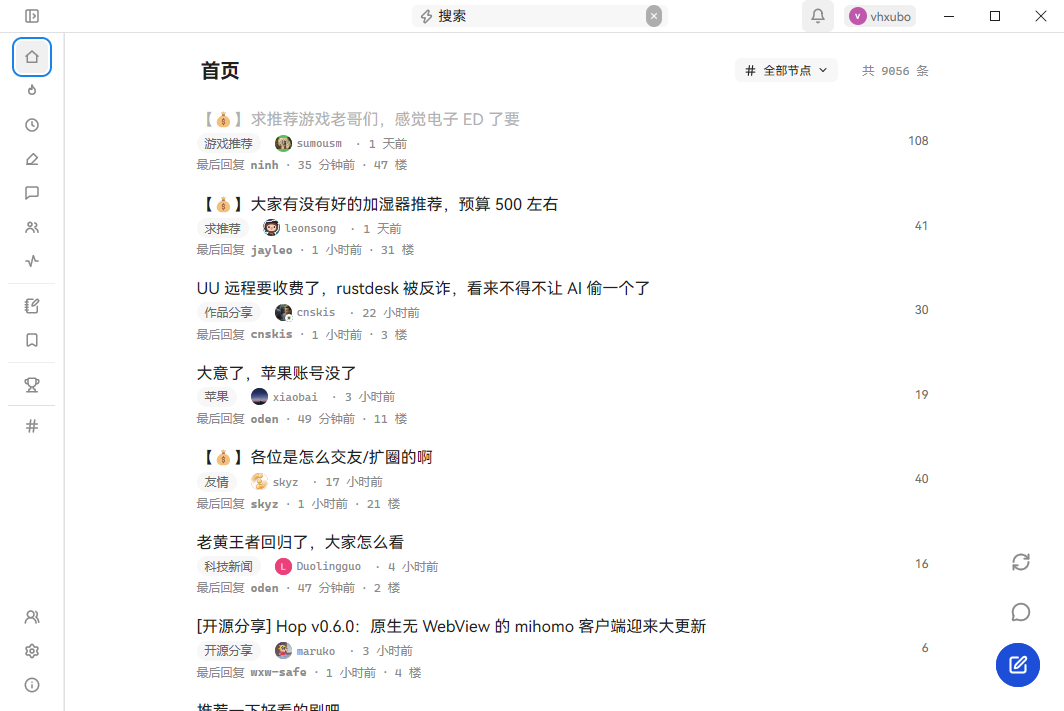 搜索
v vhxubo
首页
# 全部节点
共 9056 条
【💰】求推荐游戏老哥们，感觉电子 ED 了要
游戏推荐 sumousm · 1 天前
108
最后回复 ninh · 35 分钟前 · 47 楼
【💰】大家有没有好的加湿器推荐，预算 500 左右
求推荐 leonsong · 1 天前
41
最后回复 jayleo · 1 小时前 · 31 楼
UU 远程要收费了，rustdesk 被反诈，看来不得不让 AI 偷一个了
作品分享 cnskis · 22 小时前
30
最后回复 cnskis · 1 小时前 · 3 楼
大意了，苹果账号没了
苹果 xiaobai · 3 小时前
19
最后回复 oden · 49 分钟前 · 11 楼
【💰】各位是怎么交友/扩圈的啊
友情 skyz · 17 小时前
40
最后回复 skyz · 1 小时前 · 21 楼
老黄王者回归了，大家怎么看
科技新闻 L Duolingguo · 4 小时前
16
最后回复 oden · 47 分钟前 · 2 楼
[开源分享] Hop v0.6.0：原生无 WebView 的 mihomo 客户端迎来大更新
开源分享 maruko · 3 小时前
6
最后回复 wxw-safe · 1 小时前 · 4 楼
推荐一下好看的剧吧